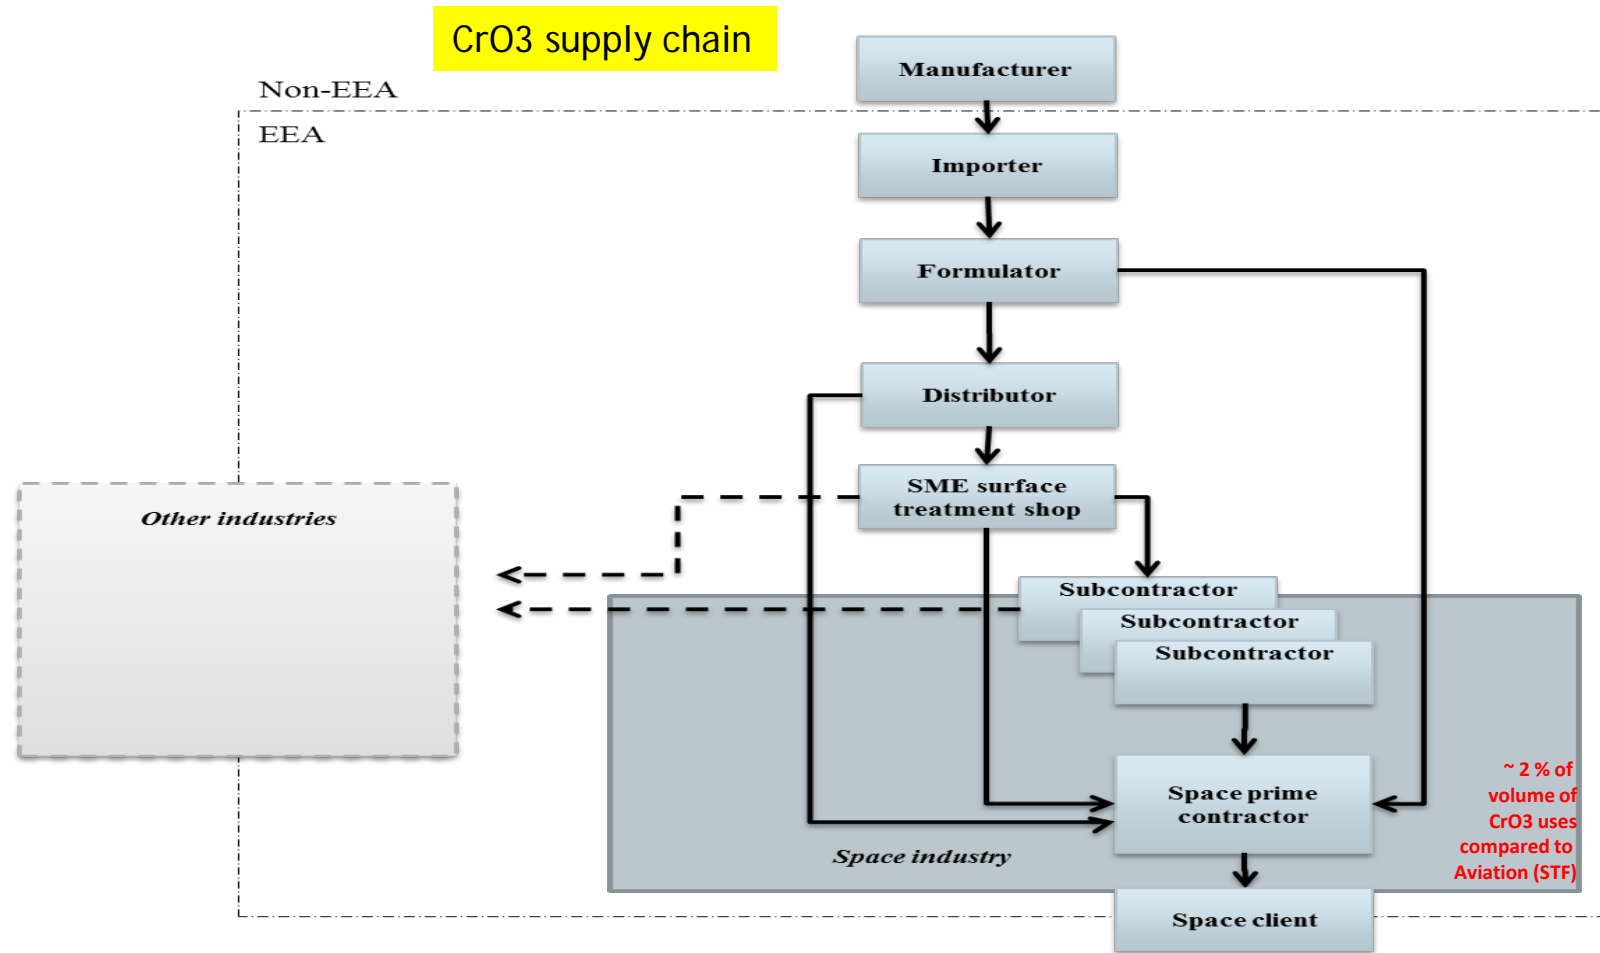 CrO3 supply chain
Manufacturer
Non-EEA
EEA
Importer
Formulator
Distributor
SME surface
treatment shop
Other industries
Subcontractor
Subcontractor
Subcontractor
Space prime
contractor
~ 2 % of
volume of
CrO3 uses
compared to
Aviation (STF)
Space industry
Space client